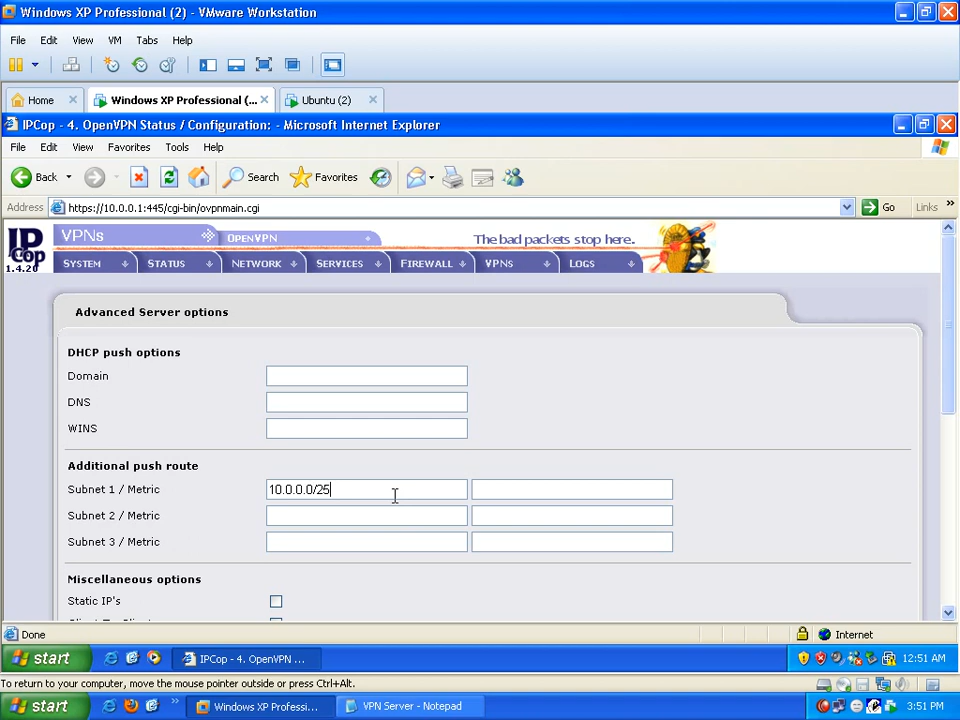 Windows XP Professional (2) - VMware Workstation
File Edit View VM Tabs Help
Home Windows XP Professional (... Ubuntu (2)
IPCop - 4. OpenVPN Status / Configuration: - Microsoft Internet Explorer
File Edit View Favorites Tools Help
Back Search Favorites
Address https://10.0.0.1:445/cgi-bin/ovpnmain.cgi Go Links »
IP Cop 1.4.20
VPNs OPENVPN The bad packets stop here.
SYSTEM STATUS NETWORK SERVICES FIREWALL VPNS LOGS
Advanced Server options
DHCP push options
Domain
DNS
WINS
Additional push route
Subnet 1 / Metric 10.0.0.0/25
Subnet 2 / Metric
Subnet 3 / Metric
Miscellaneous options
Static IP's
Done Internet
start IPCop - 4. OpenVPN ... 12:51 AM
To return to your computer, move the mouse pointer outside or press Ctrl+Alt.
start » Windows XP Professi... VPN Server - Notepad 3:51 PM